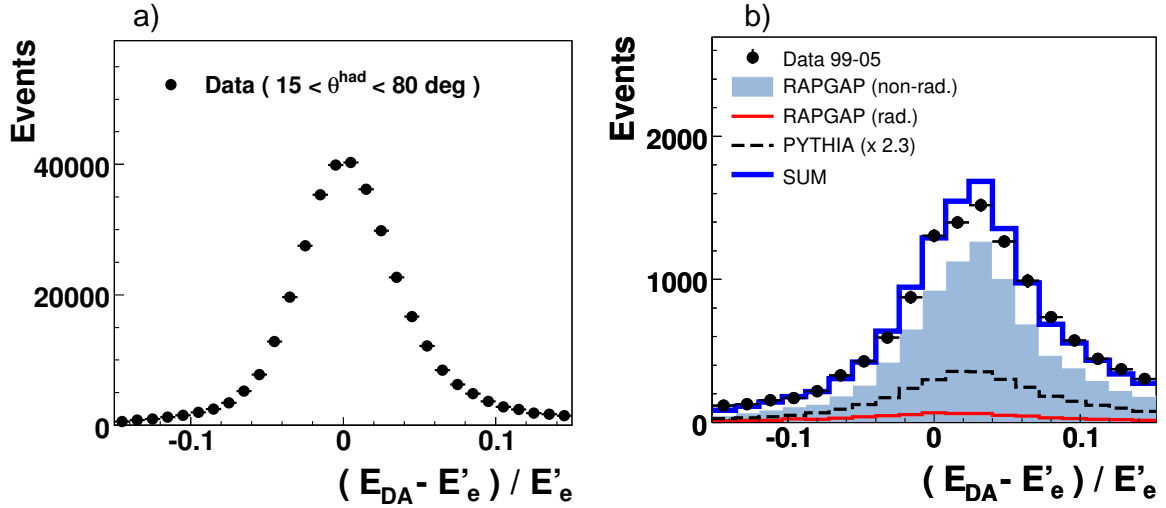 a)
Events
Data ( 15 < θ^had < 80 deg )
40000
20000
0
-0.1 0 0.1
( E_DA - E'_e ) / E'_e
b)
Events
Data 99-05
RAPGAP (non-rad.)
RAPGAP (rad.)
PYTHIA (x 2.3)
SUM
2000
1000
0
-0.1 0 0.1
( E_DA - E'_e ) / E'_e